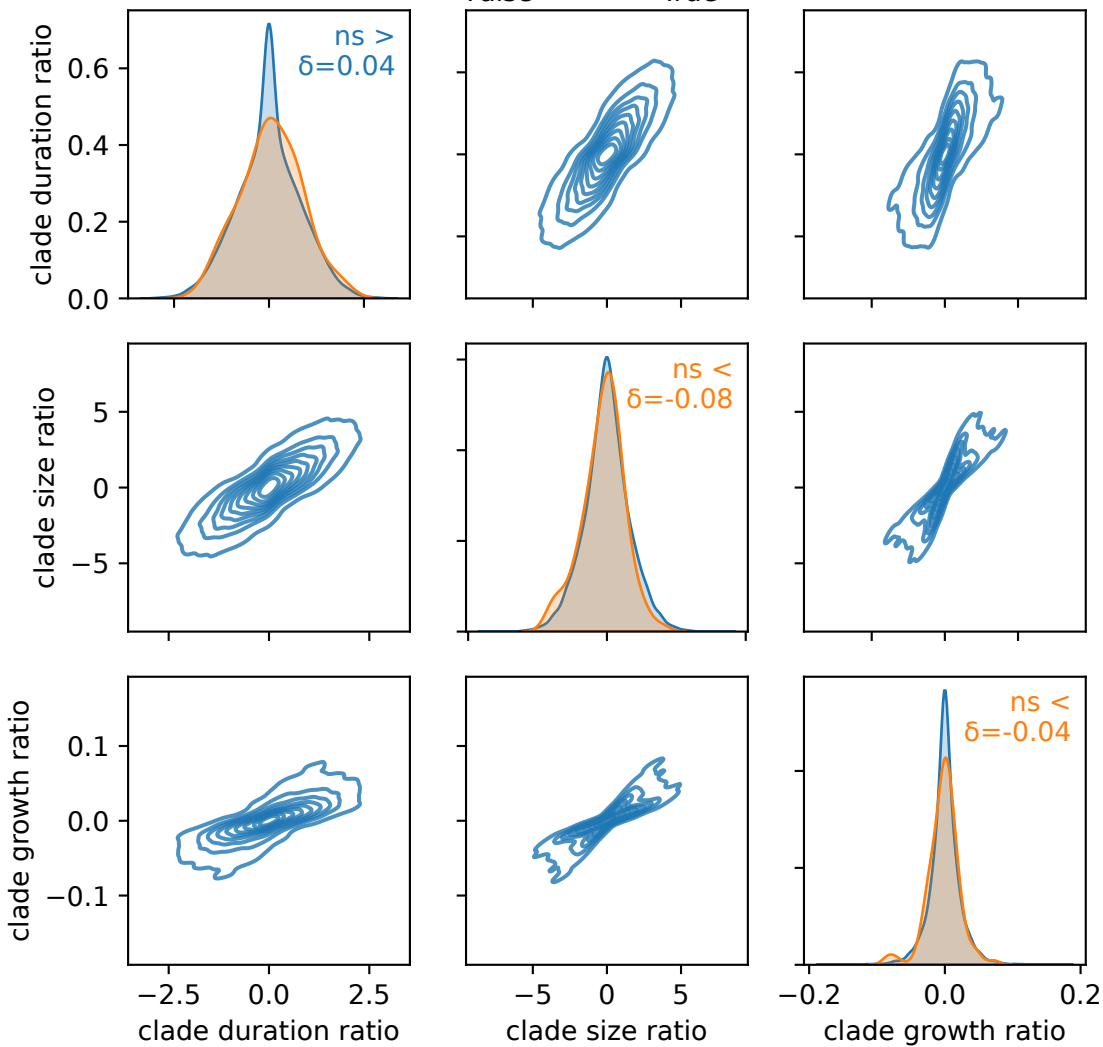 clade duration ratio
0.6
0.4
0.2
0.0
ns >
δ=0.04
clade size ratio
5
0
−5
ns <
δ=-0.08
clade growth ratio
0.1
0.0
−0.1
ns <
δ=-0.04
−2.5 0.0 2.5
−5 0 5
−0.2 0.0 0.2
clade duration ratio
clade size ratio
clade growth ratio